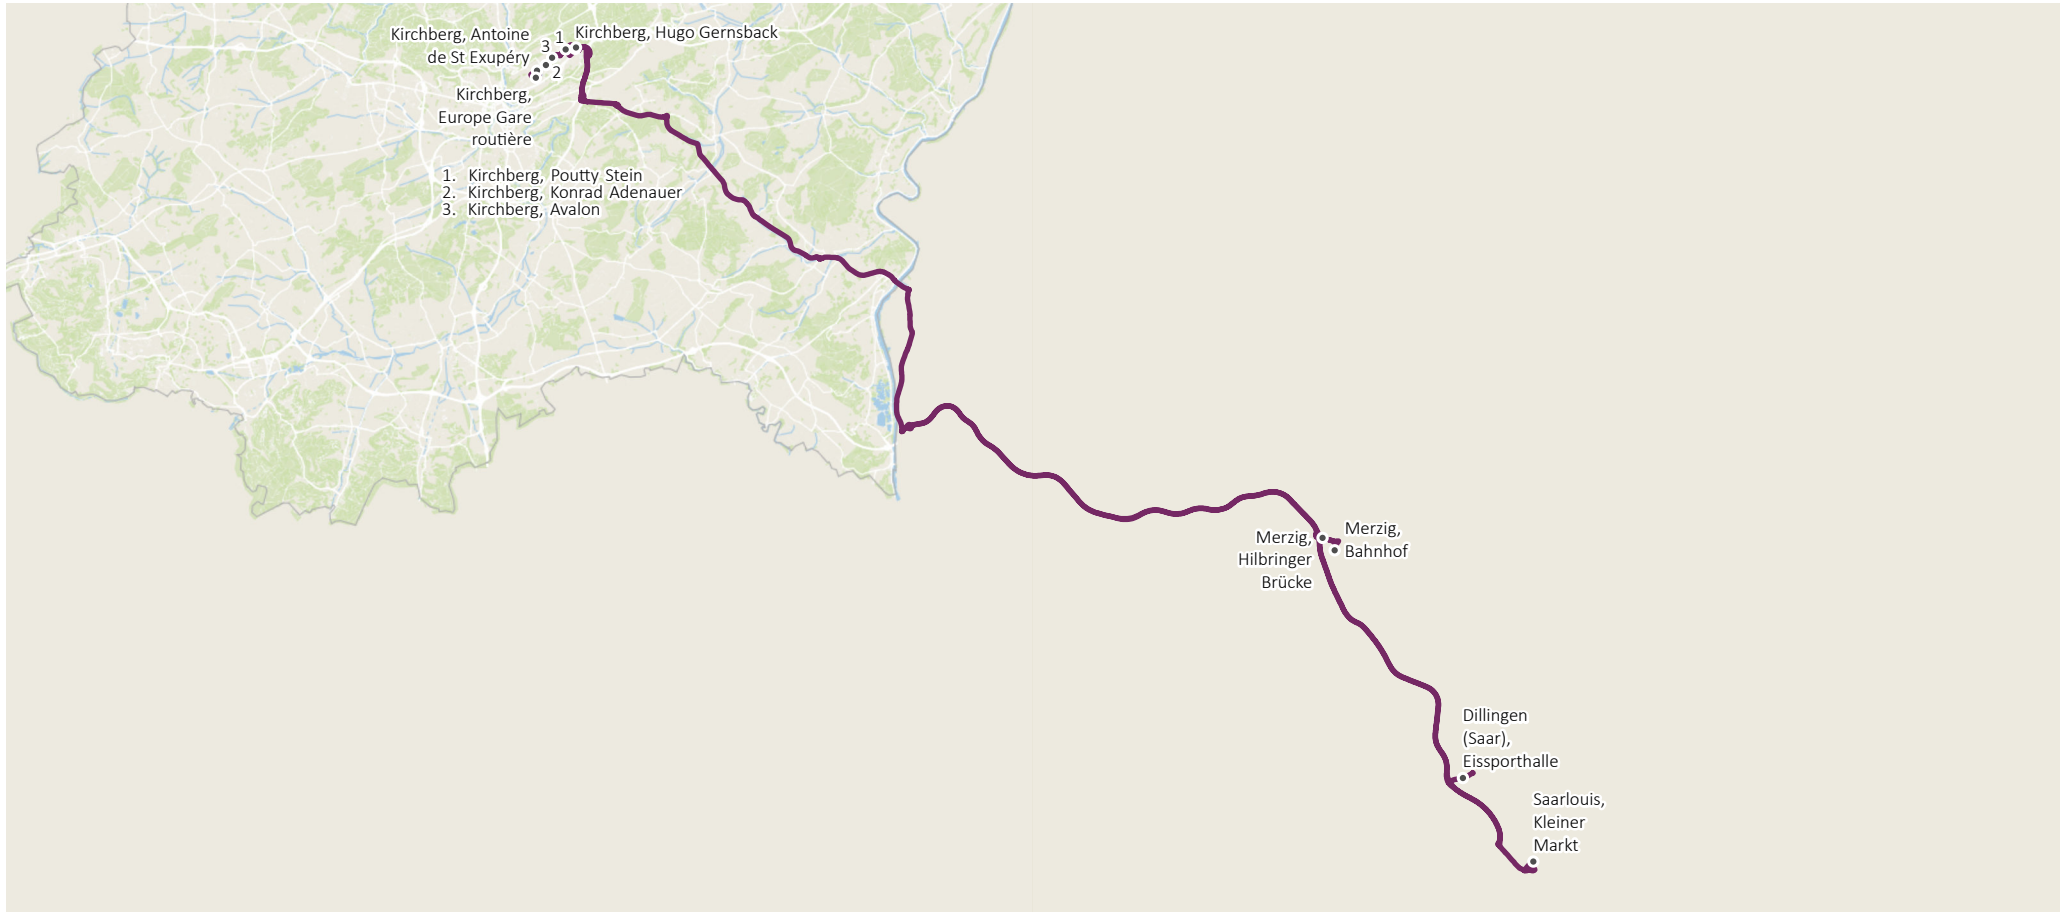 Kirchberg, Antoine
de St Exupéry
1
Kirchberg, Hugo Gernsback
3
2
Kirchberg,
Europe Gare
routière
1. Kirchberg, Poutty Stein
2. Kirchberg, Konrad Adenauer
3. Kirchberg, Avalon
Merzig,
Hilbringer
Brücke
Merzig,
Bahnhof
Dillingen
(Saar),
Eissporthalle
Saarlouis,
Kleiner
Markt